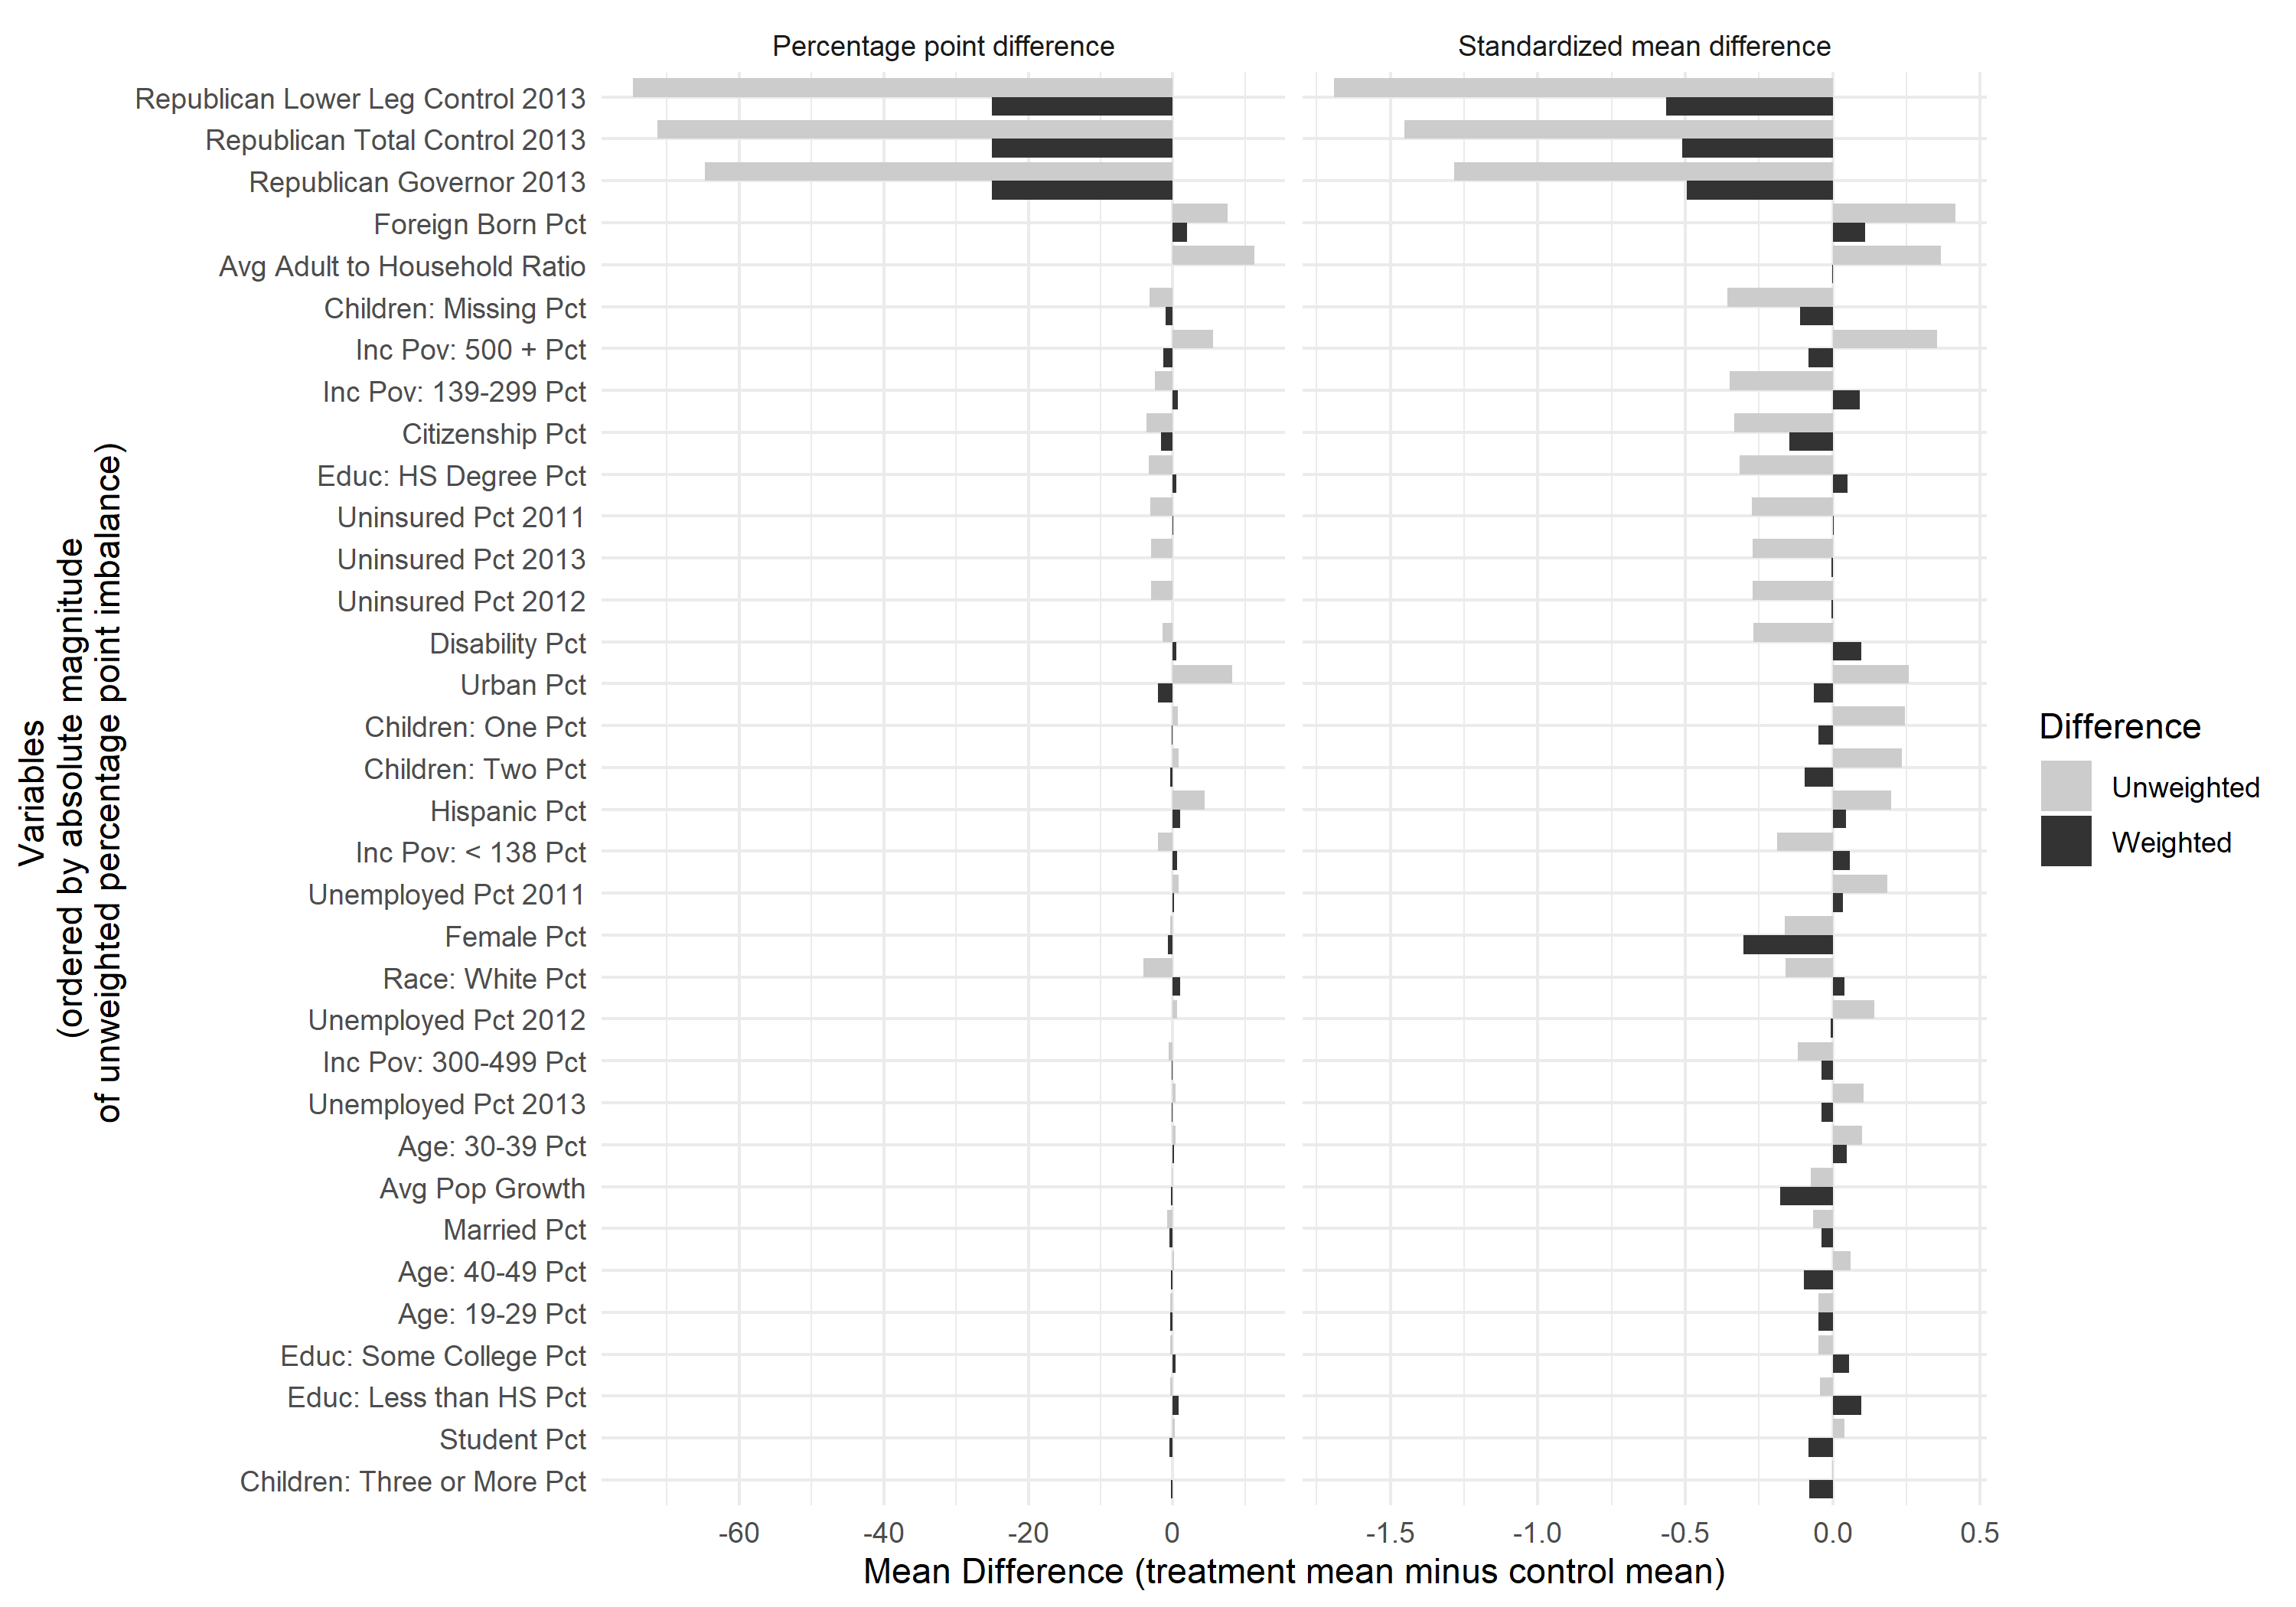 Percentage point difference
Standardized mean difference
Republican Lower Leg Control 2013
Republican Total Control 2013
Republican Governor 2013
Foreign Born Pct
Avg Adult to Household Ratio
Children: Missing Pct
Inc Pov: 500 + Pct
Inc Pov: 139-299 Pct
Citizenship Pct
Educ: HS Degree Pct
Uninsured Pct 2011
Uninsured Pct 2013
Uninsured Pct 2012
Disability Pct
Urban Pct
Children: One Pct
Children: Two Pct
Hispanic Pct
Inc Pov: < 138 Pct
Unemployed Pct 2011
Female Pct
Race: White Pct
Unemployed Pct 2012
Inc Pov: 300-499 Pct
Unemployed Pct 2013
Age: 30-39 Pct
Avg Pop Growth
Married Pct
Age: 40-49 Pct
Age: 19-29 Pct
Educ: Some College Pct
Educ: Less than HS Pct
Student Pct
Children: Three or More Pct
Variables
(ordered by absolute magnitude
of unweighted percentage point imbalance)
-60 -40 -20 0
-1.5 -1.0 -0.5 0.0 0.5
Mean Difference (treatment mean minus control mean)
Difference
Unweighted
Weighted